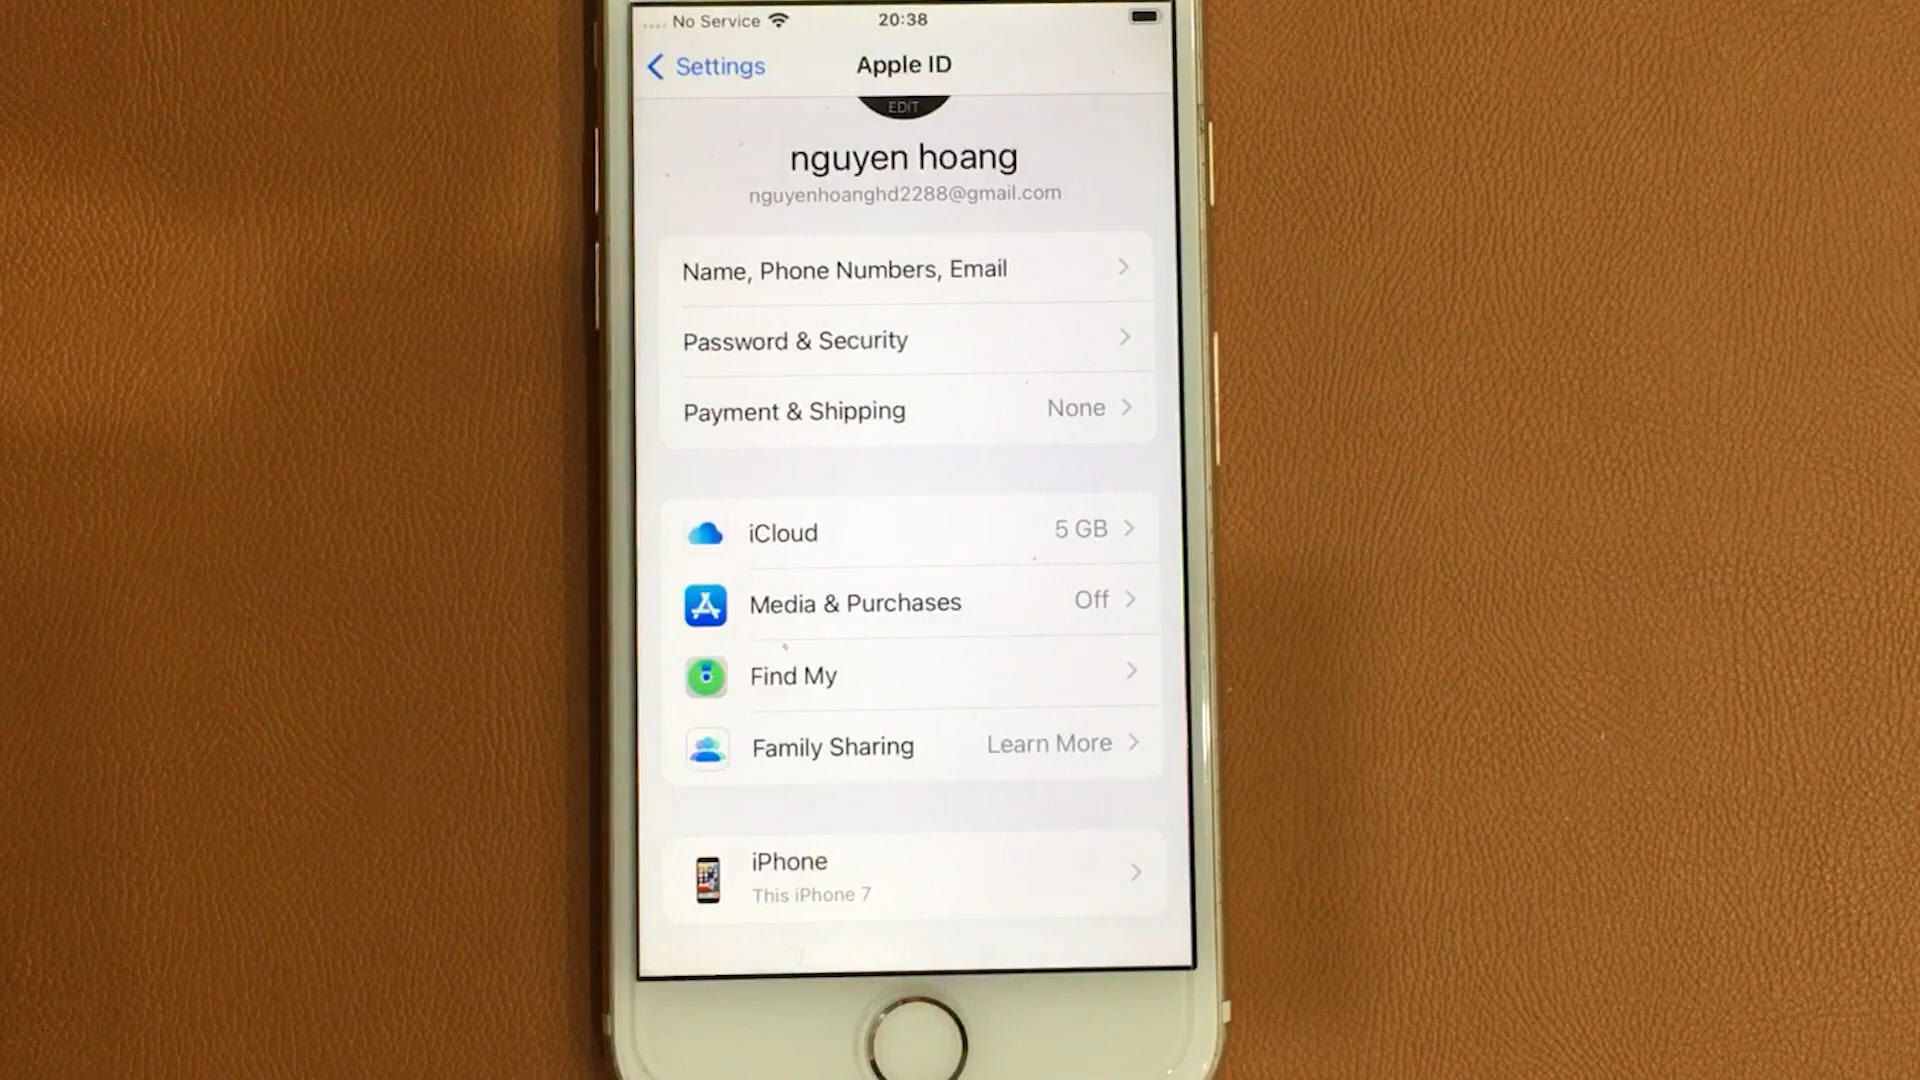 No Service 20:38
Settings Apple ID
EDIT
nguyen hoang
nguyenhoanghd2288@gmail.com
Name, Phone Numbers, Email
Password & Security
Payment & Shipping None
iCloud 5 GB
Media & Purchases Off
Find My
Family Sharing Learn More
iPhone
This iPhone 7